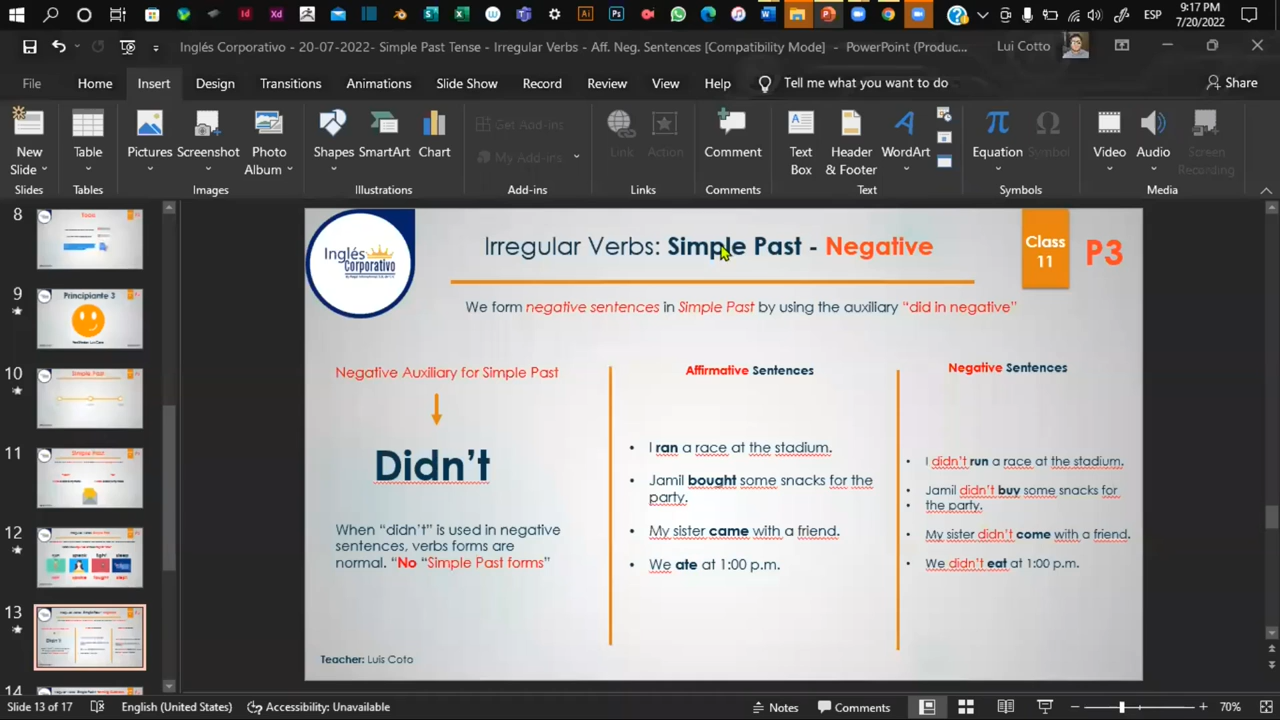 9:17 PM
ESP
7/20/2022
Inglés Corporativo - 20-07-2022- Simple Past Tense - Irregular Verbs - Aff. Neg. Sentences [Compatibility Mode] - PowerPoint (Produc...
Lui Cotto
File Home Insert Design Transitions Animations Slide Show Record Review View Help Tell me what you want to do Share
New Slide
Table
Pictures
Screenshot
Photo Album
Shapes
SmartArt
Chart
Get Add-ins
My Add-ins
Link
Action
Comment
Text Box
Header & Footer
WordArt
Equation
Symbol
Video
Audio
Screen Recording
Slides Tables Images Illustrations Add-ins Links Comments Text Symbols Media
8
9
Principiante 3
10
Simple Past
11
Simple Past
12
13
Didn't
14
Inglés
Corporativo
Irregular Verbs: Simple Past - Negative
Class
11
P3
We form negative sentences in Simple Past by using the auxiliary "did in negative"
Negative Auxiliary for Simple Past
Didn't
When "didn't" is used in negative
sentences, verbs forms are
normal. "No "Simple Past forms"
Affirmative Sentences
• I ran a race at the stadium.
• Jamil bought some snacks for the
party.
• My sister came with a friend.
• We ate at 1:00 p.m.
Negative Sentences
• I didn't run a race at the stadium.
• Jamil didn't buy some snacks for
• the party.
• My sister didn't come with a friend.
• We didn't eat at 1:00 p.m.
Teacher: Luis Coto
Slide 13 of 17 English (United States) Accessibility: Unavailable Notes Comments 70%